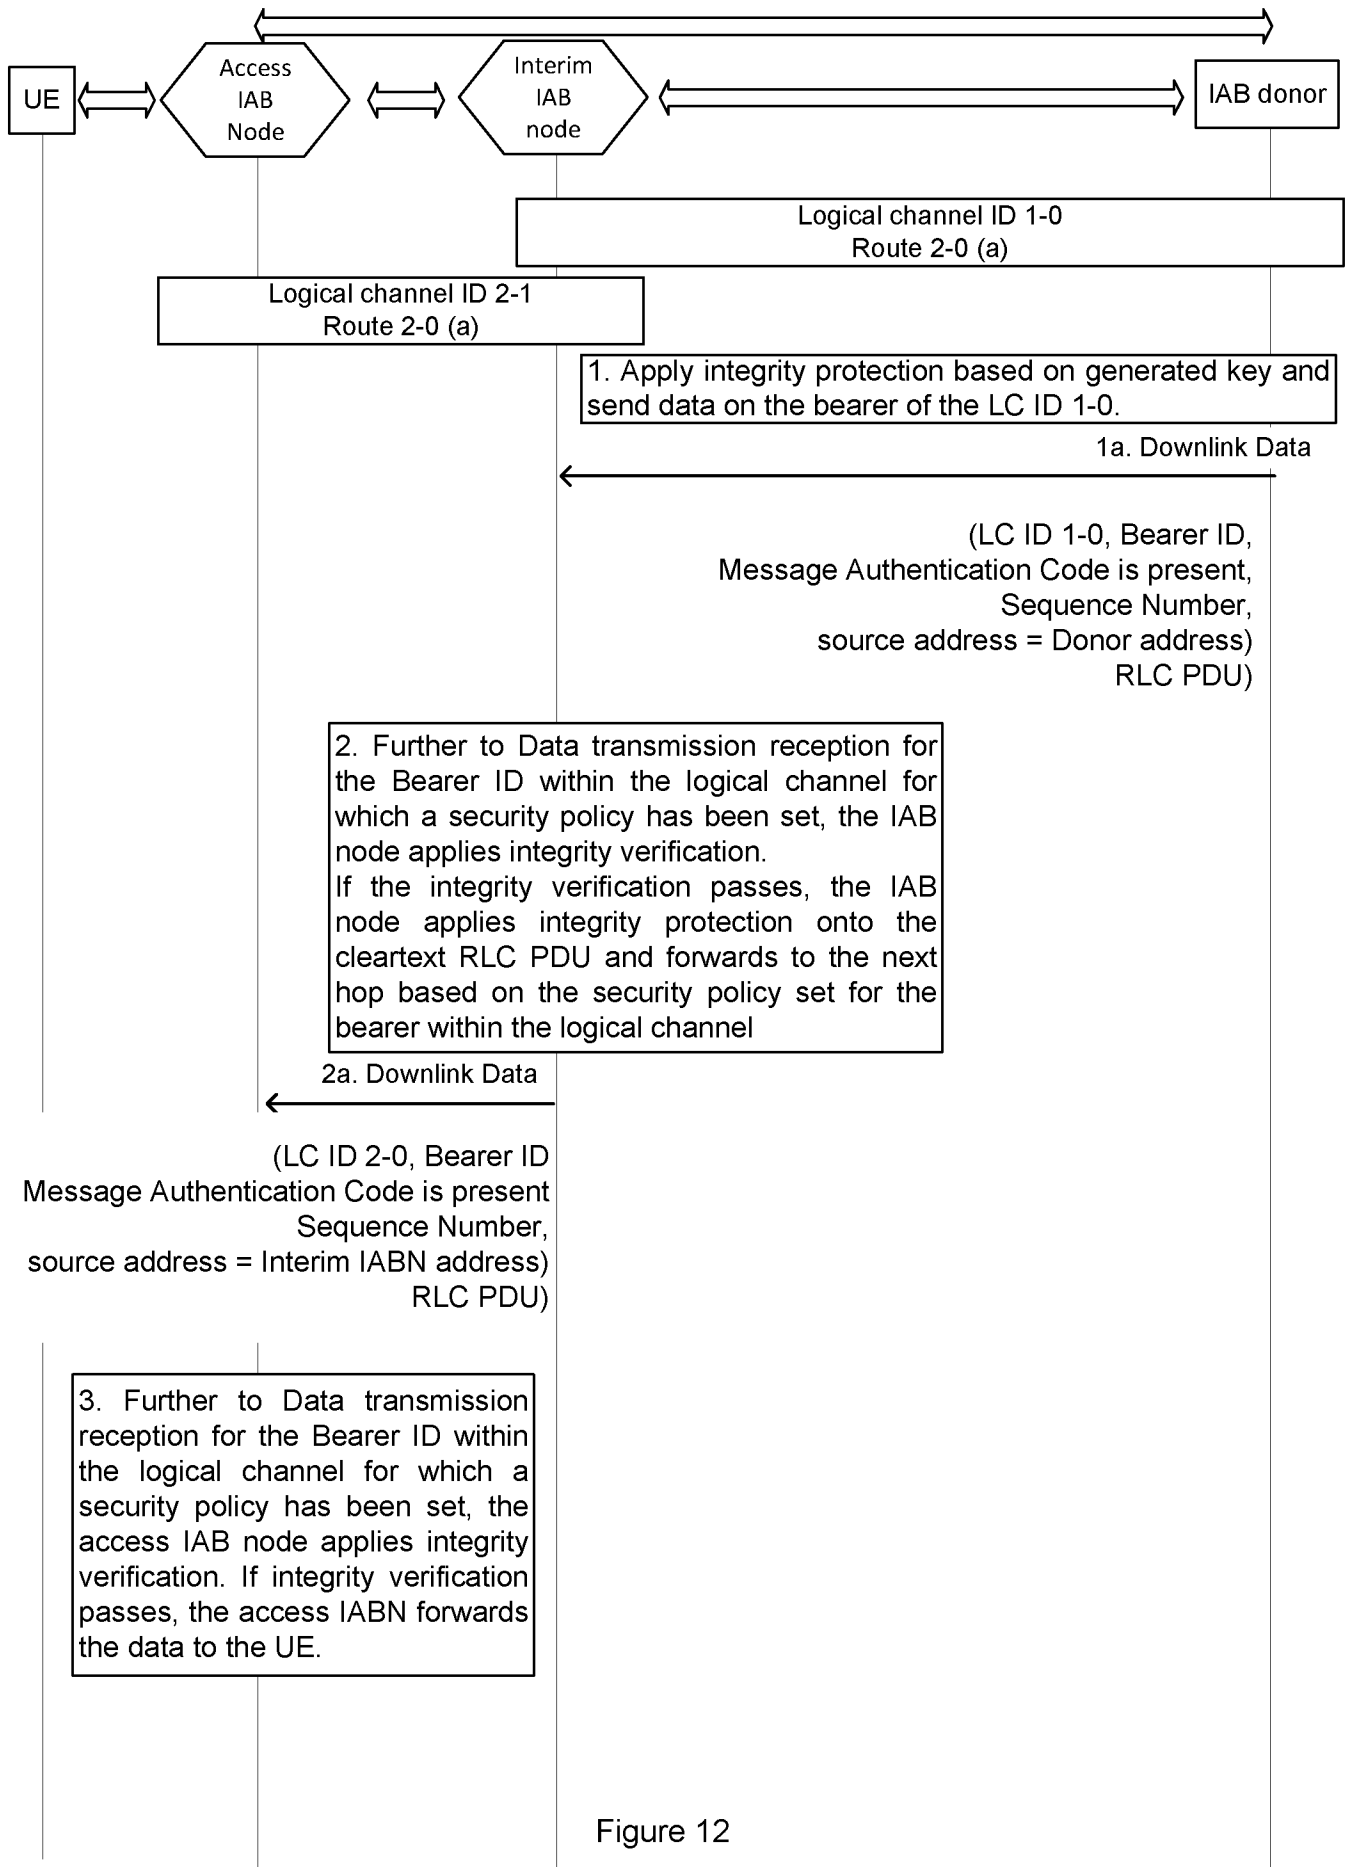 UE
Access
IAB
Node
Interim
IAB
node
IAB donor
Logical channel ID 1-0
Route 2-0 (a)
Logical channel ID 2-1
Route 2-0 (a)
1. Apply integrity protection based on generated key and
send data on the bearer of the LC ID 1-0.
1a. Downlink Data
(LC ID 1-0, Bearer ID,
Message Authentication Code is present,
Sequence Number,
source address = Donor address)
RLC PDU)
2. Further to Data transmission reception for
the Bearer ID within the logical channel for
which a security policy has been set, the IAB
node applies integrity verification.
If the integrity verification passes, the IAB
node applies integrity protection onto the
cleartext RLC PDU and forwards to the next
hop based on the security policy set for the
bearer within the logical channel
2a. Downlink Data
(LC ID 2-0, Bearer ID
Message Authentication Code is present
Sequence Number,
source address = Interim IABN address)
RLC PDU)
3. Further to Data transmission
reception for the Bearer ID within
the logical channel for which a
security policy has been set, the
access IAB node applies integrity
verification. If integrity verification
passes, the access IABN forwards
the data to the UE.
Figure 12